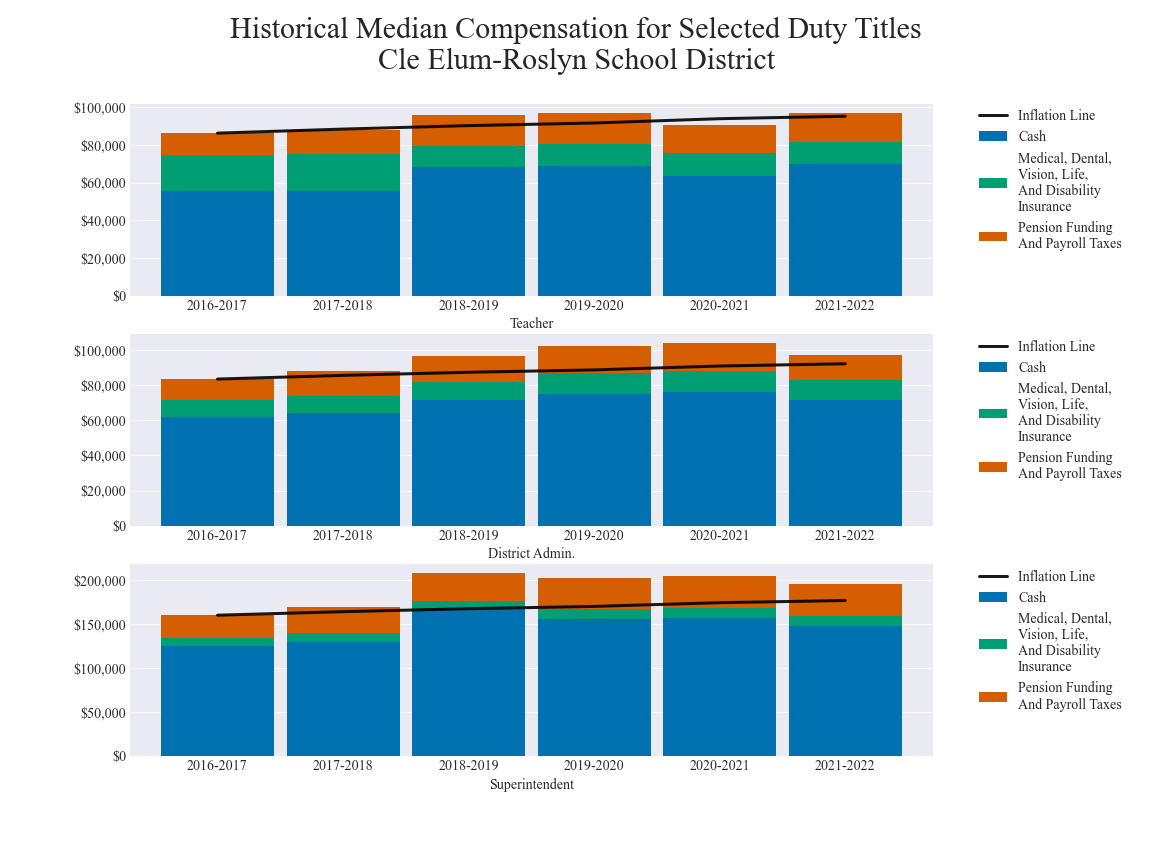 Historical Median Compensation for Selected Duty Titles
Cle Elum-Roslyn School District
$100,000
$80,000
$60,000
$40,000
$20,000
$0
2016-2017
2017-2018
2018-2019
2019-2020
2020-2021
2021-2022
Teacher
Inflation Line
Cash
Medical, Dental,
Vision, Life,
And Disability
Insurance
Pension Funding
And Payroll Taxes
$100,000
$80,000
$60,000
$40,000
$20,000
$0
2016-2017
2017-2018
2018-2019
2019-2020
2020-2021
2021-2022
District Admin.
Inflation Line
Cash
Medical, Dental,
Vision, Life,
And Disability
Insurance
Pension Funding
And Payroll Taxes
$200,000
$150,000
$100,000
$50,000
$0
2016-2017
2017-2018
2018-2019
2019-2020
2020-2021
2021-2022
Superintendent
Inflation Line
Cash
Medical, Dental,
Vision, Life,
And Disability
Insurance
Pension Funding
And Payroll Taxes